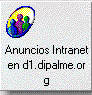 Anuncios Intranet
en d1.dipalme.or
g